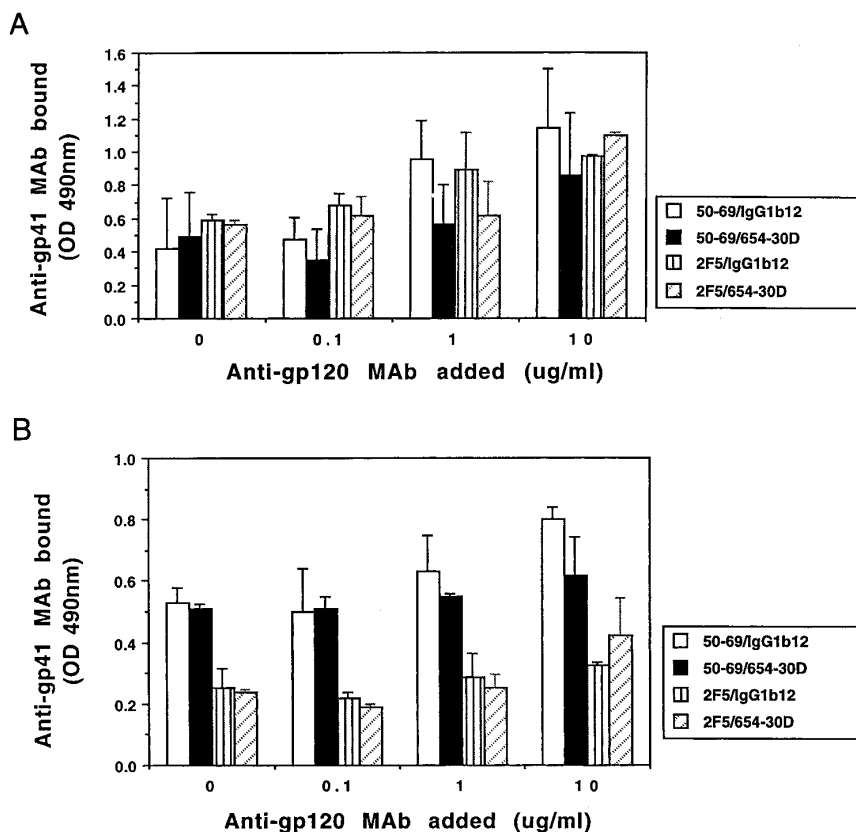 A
Anti-gp41 MAb bound
(OD 490nm)
1.6
1.4
1.2
1.0
0.8
0.6
0.4
0.2
0.0
0
0.1
1
10
Anti-gp120 MAb added (ug/ml)
50-69/IgG1b12
50-69/654-30D
2F5/IgG1b12
2F5/654-30D
B
Anti-gp41 MAb bound
(OD 490nm)
1.0
0.8
0.6
0.4
0.2
0.0
0
0.1
1
10
Anti-gp120 MAb added (ug/ml)
50-69/IgG1b12
50-69/654-30D
2F5/IgG1b12
2F5/654-30D